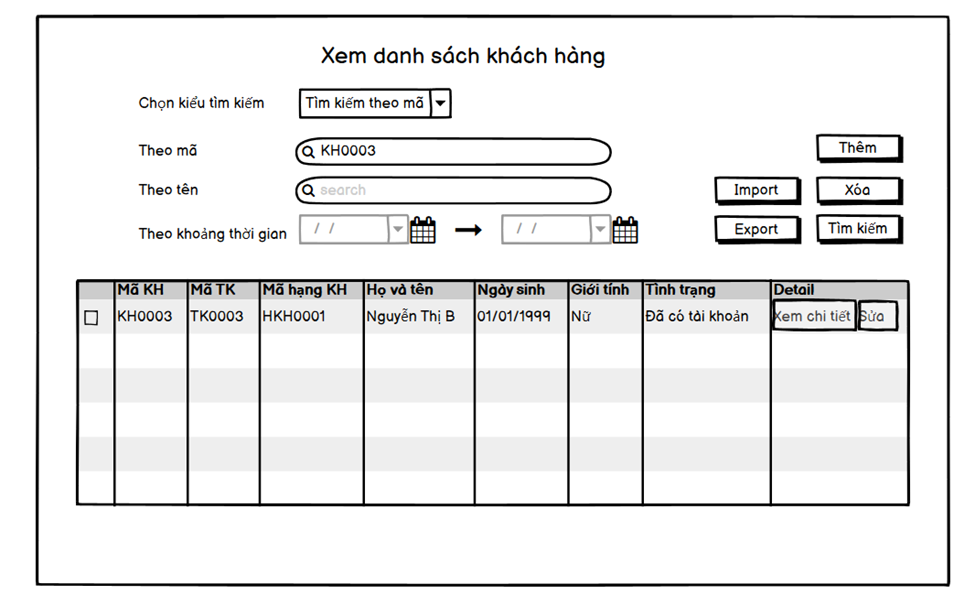 Xem danh sách khách hàng
Chọn kiểu tìm kiếm Tìm kiếm theo mã
Theo mã KH0003 Thêm
Theo tên search Import Xóa
Theo khoảng thời gian / / / / Export Tìm kiếm
Mã KH Mã TK Mã hạng KH Họ và tên Ngày sinh Giới tính Tình trạng Detail
KH0003 TK0003 HKH0001 Nguyễn Thị B 01/01/1999 Nữ Đã có tài khoản Xem chi tiết Sửa